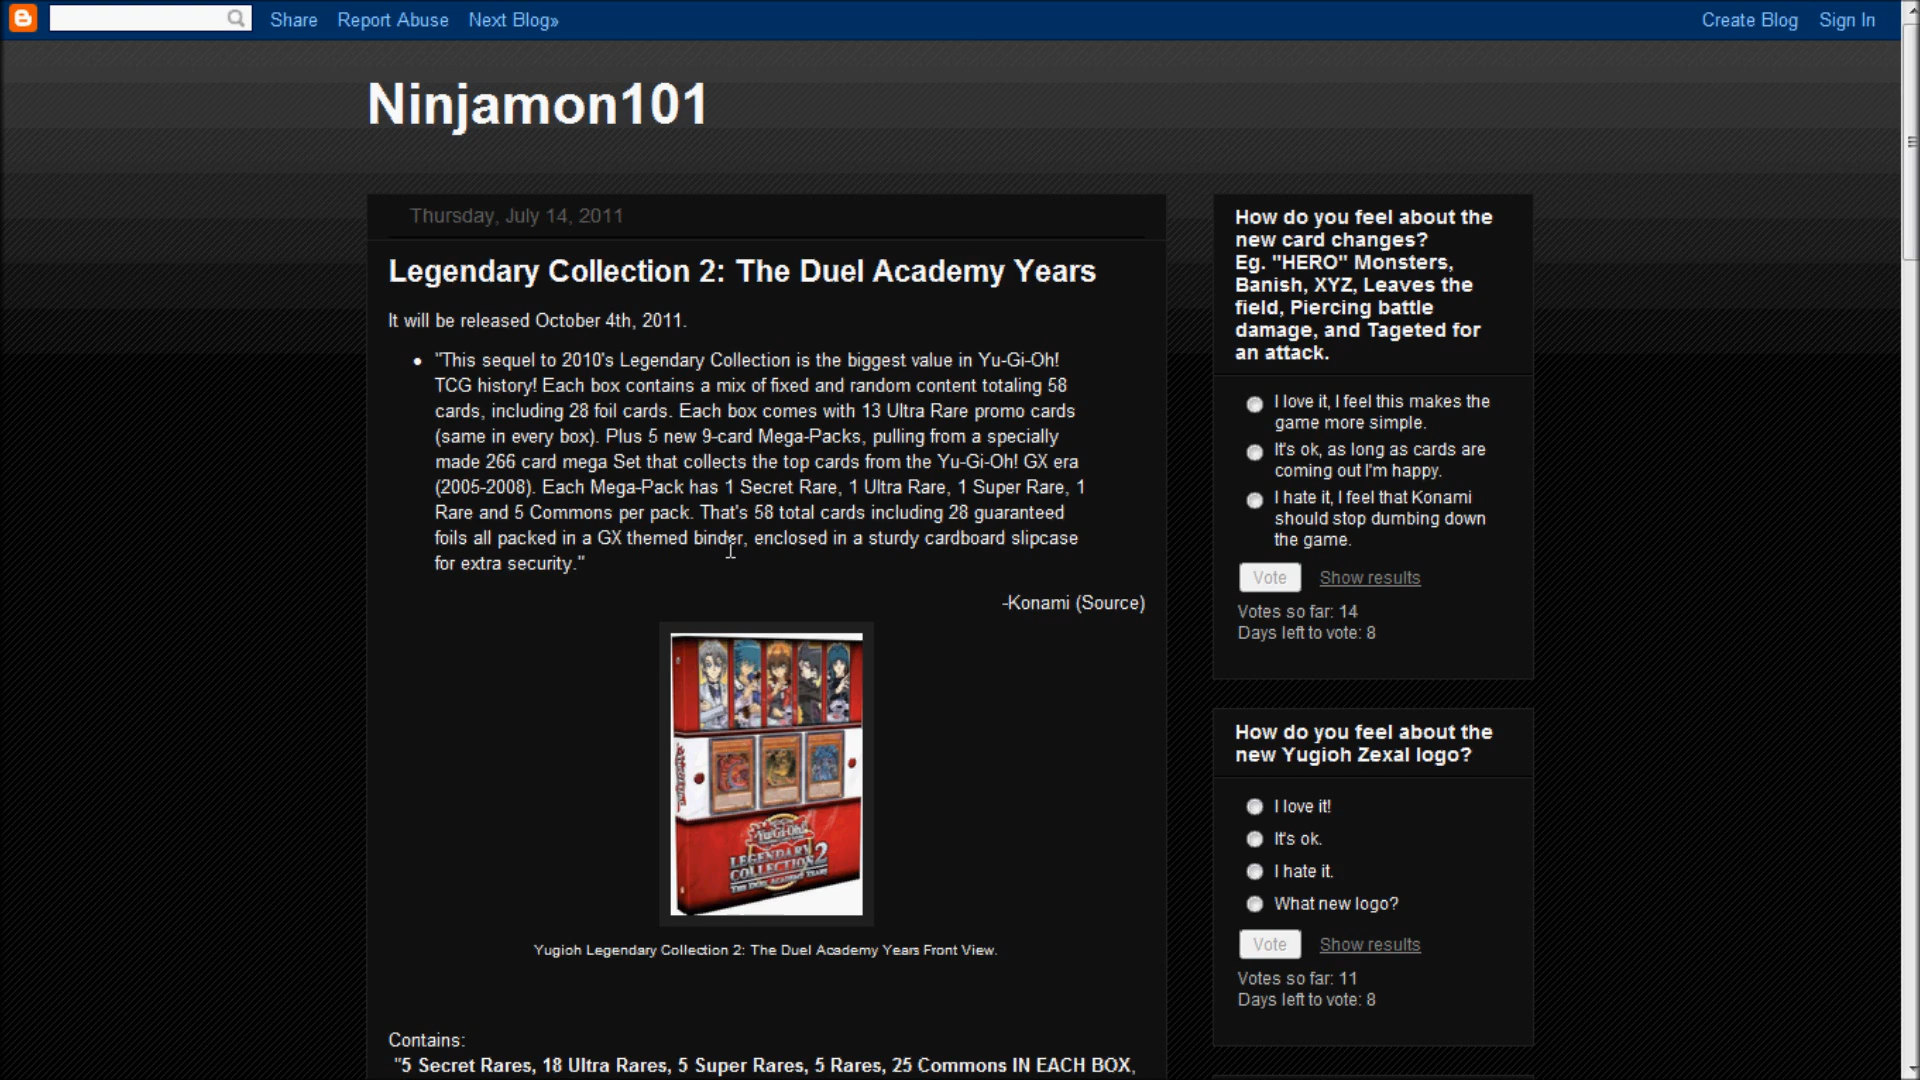 Share Report Abuse Next Blog» Create Blog Sign In
Ninjamon101
Thursday, July 14, 2011
Legendary Collection 2: The Duel Academy Years
It will be released October 4th, 2011.
"This sequel to 2010's Legendary Collection is the biggest value in Yu-Gi-Oh!
TCG history! Each box contains a mix of fixed and random content totaling 58
cards, including 28 foil cards. Each box comes with 13 Ultra Rare promo cards
(same in every box). Plus 5 new 9-card Mega-Packs, pulling from a specially
made 266 card mega Set that collects the top cards from the Yu-Gi-Oh! GX era
(2005-2008). Each Mega-Pack has 1 Secret Rare, 1 Ultra Rare, 1 Super Rare, 1
Rare and 5 Commons per pack. That's 58 total cards including 28 guaranteed
foils all packed in a GX themed binder, enclosed in a sturdy cardboard slipcase
for extra security."
-Konami (Source)
Yu-Gi-Oh!
LEGENDARY
COLLECTION 2
THE DUEL ACADEMY YEARS
Yugioh Legendary Collection 2: The Duel Academy Years Front View.
Contains:
"5 Secret Rares, 18 Ultra Rares, 5 Super Rares, 5 Rares, 25 Commons IN EACH BOX,
How do you feel about the
new card changes?
Eg. "HERO" Monsters,
Banish, XYZ, Leaves the
field, Piercing battle
damage, and Tageted for
an attack.
I love it, I feel this makes the
game more simple.
It's ok, as long as cards are
coming out I'm happy.
I hate it, I feel that Konami
should stop dumbing down
the game.
Vote Show results
Votes so far: 14
Days left to vote: 8
How do you feel about the
new Yugioh Zexal logo?
I love it!
It's ok.
I hate it.
What new logo?
Vote Show results
Votes so far: 11
Days left to vote: 8